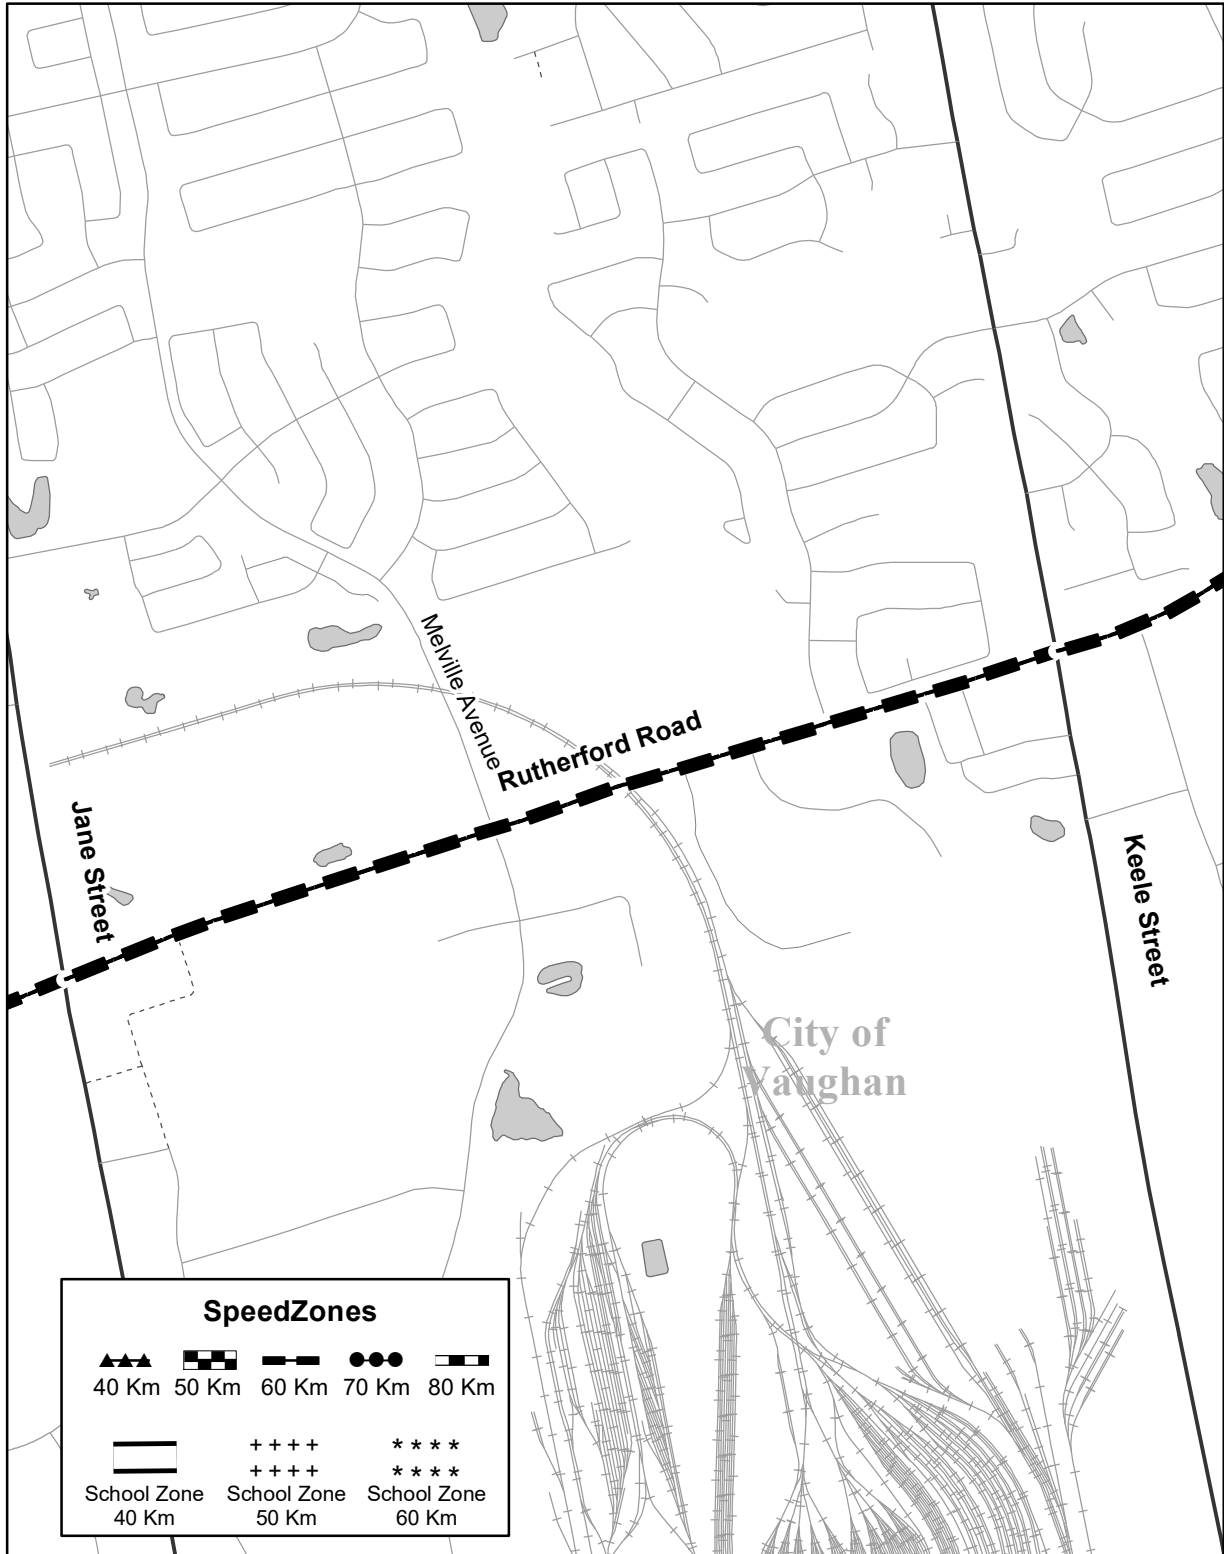 Melville Avenue
Rutherford Road
Jane Street
Keele Street
City of
Vaughan
SpeedZones
40 Km 50 Km 60 Km 70 Km 80 Km
+ + + + * * * *
+ + + + * * * *
School Zone School Zone School Zone
40 Km 50 Km 60 Km